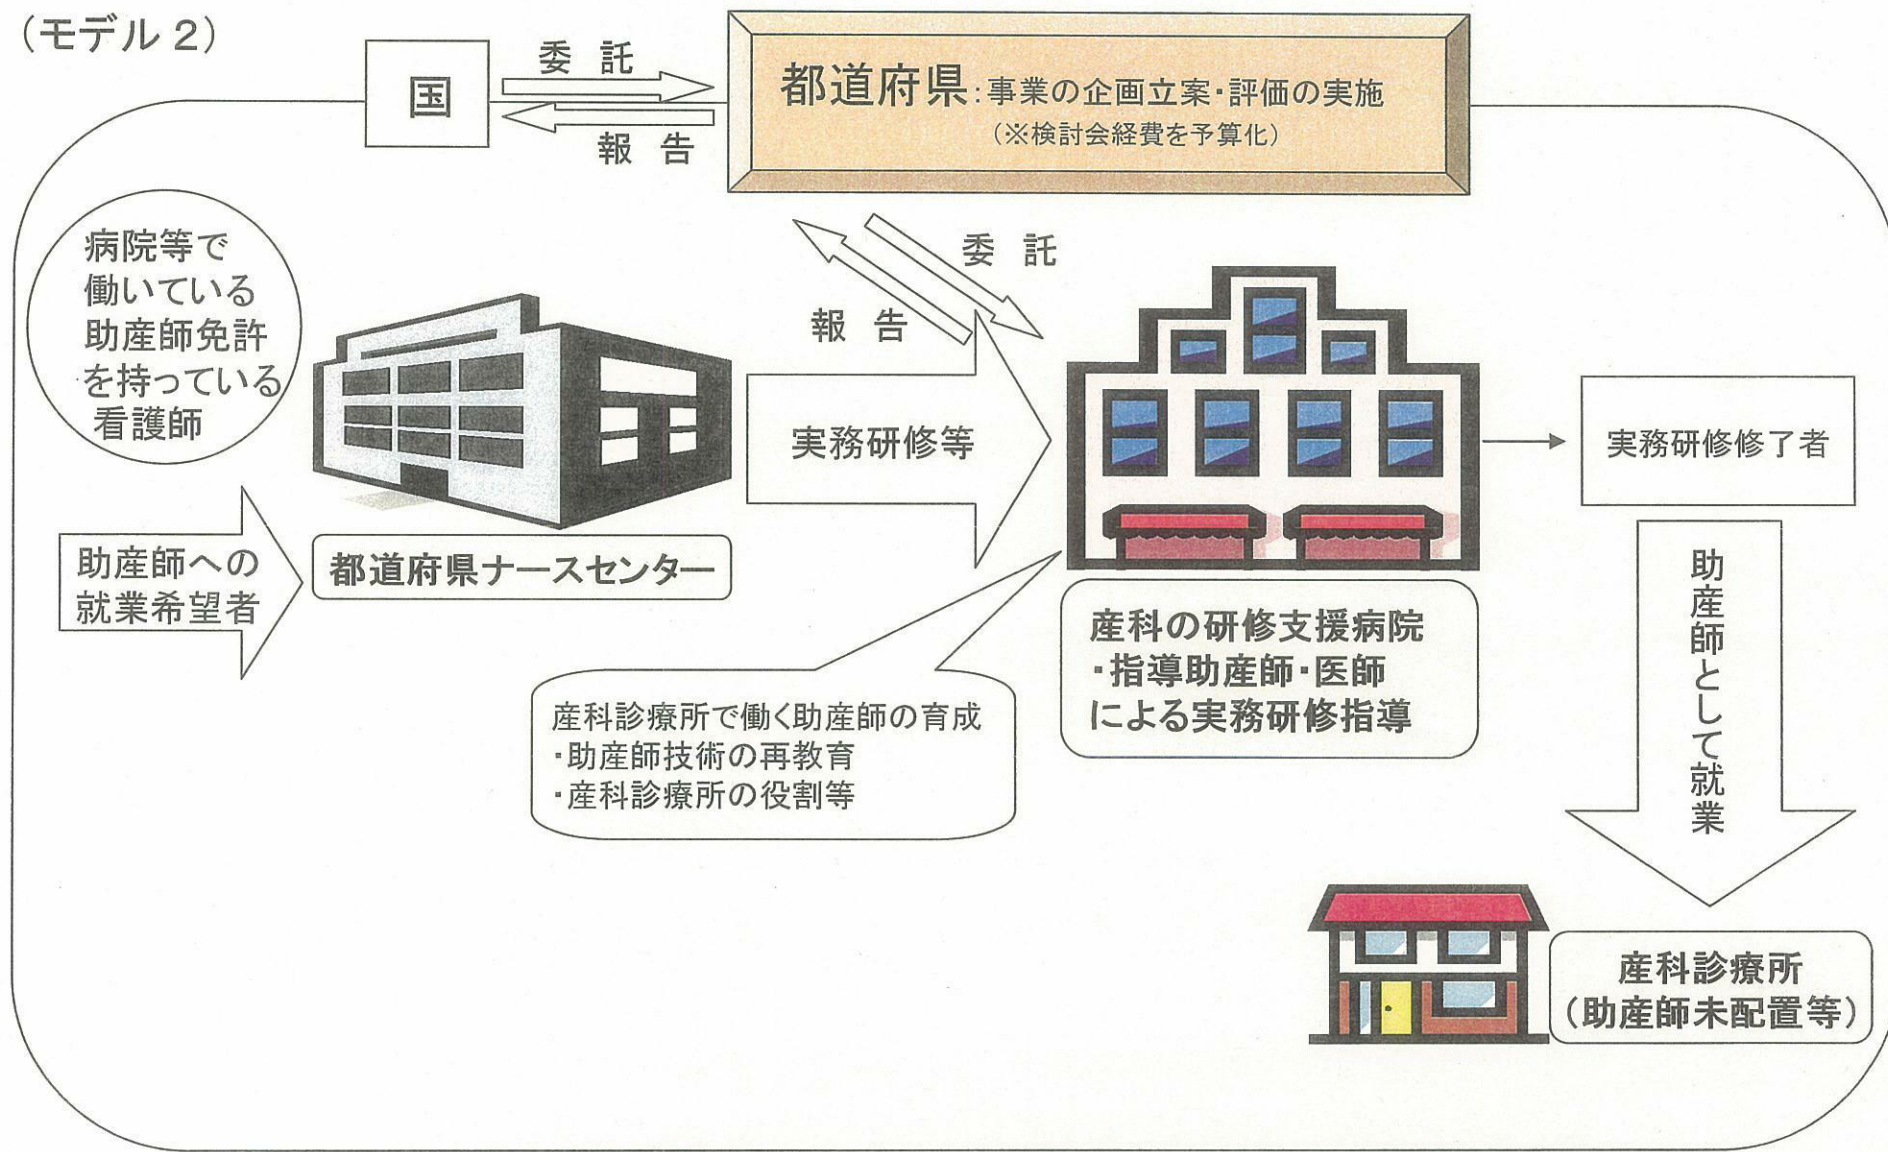 (モデル 2)
国
委 託
報 告
都道府県:事業の企画立案・評価の実施
(※検討会経費を予算化)
病院等で
働いている
助産師免許
を持っている
看護師
委 託
報 告
助産師への
就業希望者
都道府県ナースセンター
実務研修等
実務研修修了者
産科の研修支援病院
・指導助産師・医師
による実務研修指導
産科診療所で働く助産師の育成
・助産師技術の再教育
・産科診療所の役割等
助産師として就業
産科診療所
(助産師未配置等)